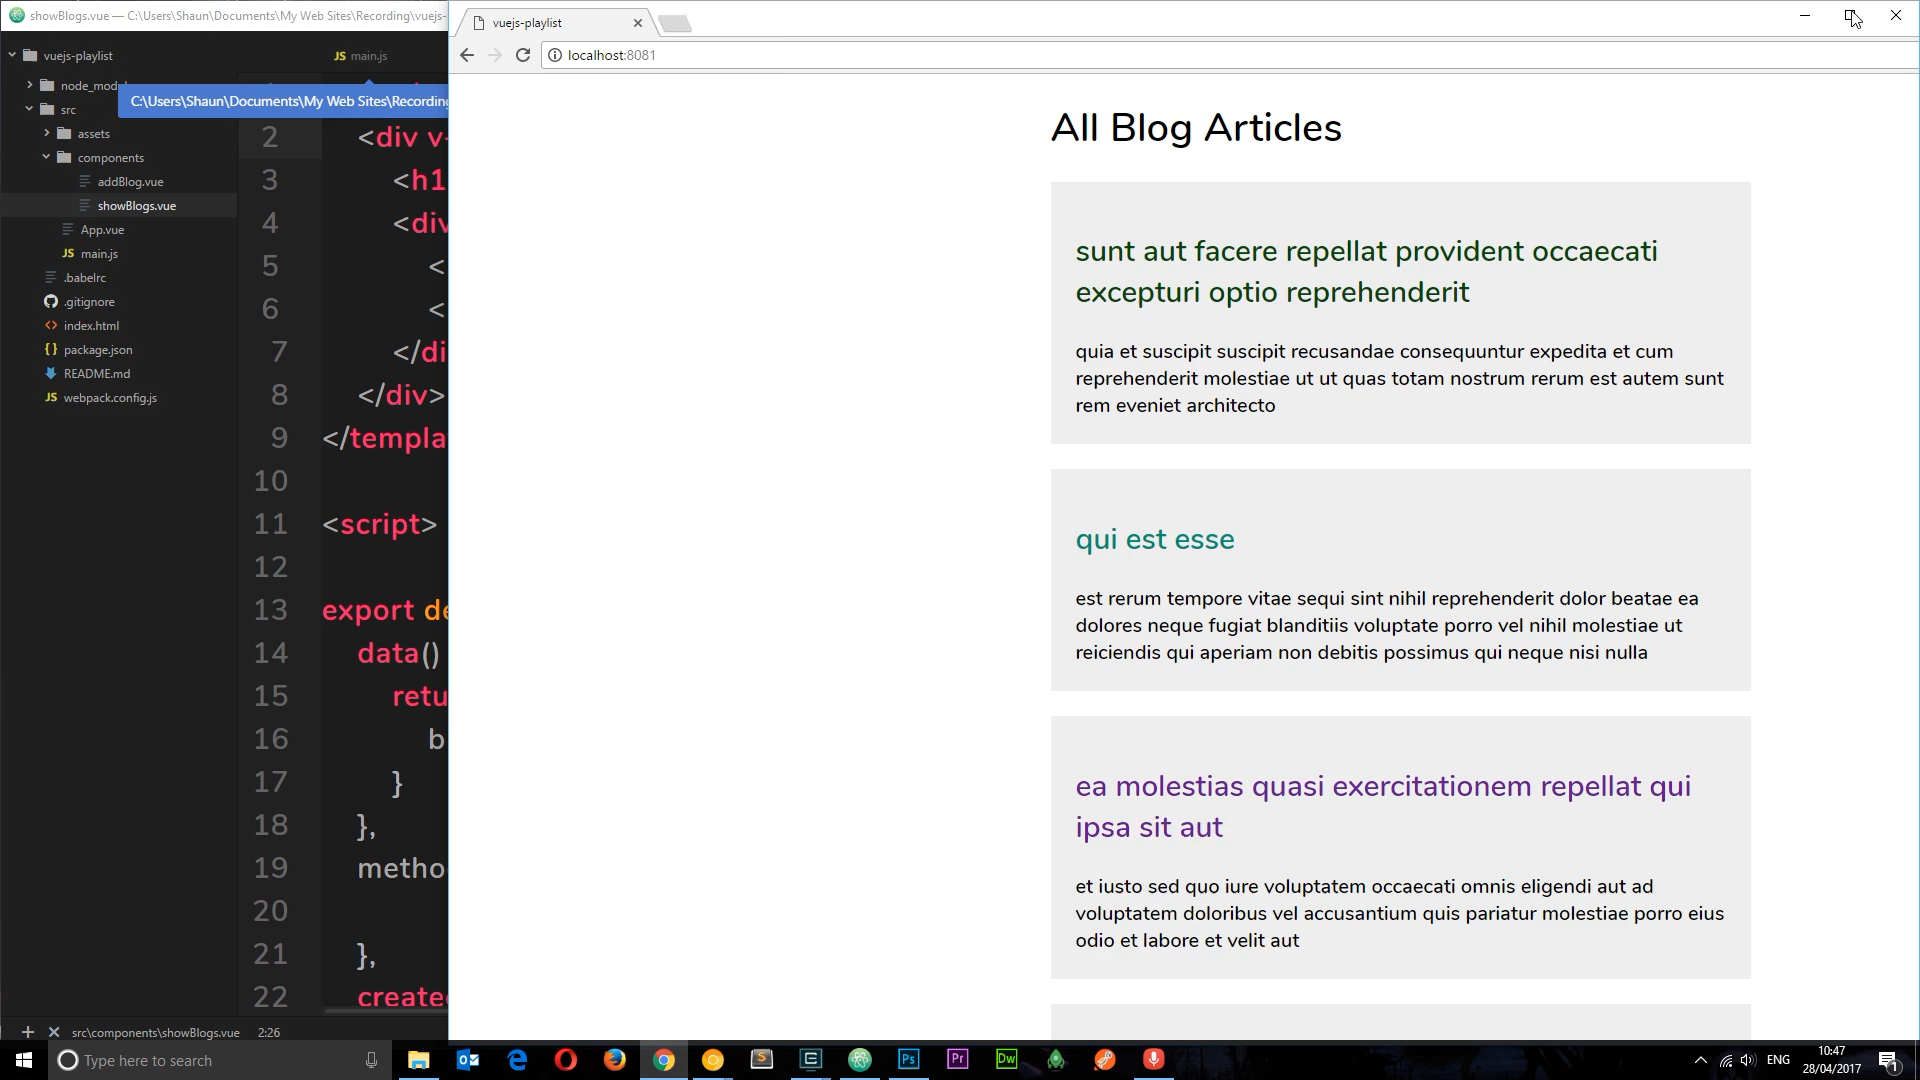 showBlogs.vue — C:\Users\Shaun\Documents\My Web Sites\Recording\vuejs-
vuejs-playlist
localhost:8081
vuejs-playlist
node_mod
src
assets
components
addBlog.vue
showBlogs.vue
App.vue
JS main.js
.babelrc
.gitignore
index.html
package.json
README.md
JS webpack.config.js
JS main.js
C:\Users\Shaun\Documents\My Web Sites\Recording
2 <div v-
3 <h1
4 <div
5 <
6 <
7 </di
8 </div>
9 </templa
10
11 <script>
12
13 export de
14 data()
15 retu
16 b
17 }
18 },
19 metho
20
21 },
22 create
All Blog Articles
sunt aut facere repellat provident occaecati
excepturi optio reprehenderit
quia et suscipit suscipit recusandae consequuntur expedita et cum
reprehenderit molestiae ut ut quas totam nostrum rerum est autem sunt
rem eveniet architecto
qui est esse
est rerum tempore vitae sequi sint nihil reprehenderit dolor beatae ea
dolores neque fugiat blanditiis voluptate porro vel nihil molestiae ut
reiciendis qui aperiam non debitis possimus qui neque nisi nulla
ea molestias quasi exercitationem repellat qui
ipsa sit aut
et iusto sed quo iure voluptatem occaecati omnis eligendi aut ad
voluptatem doloribus vel accusantium quis pariatur molestiae porro eius
odio et labore et velit aut
src\components\showBlogs.vue 2:26
Type here to search
Ps
Pr
Dw
ENG
10:47
28/04/2017
1